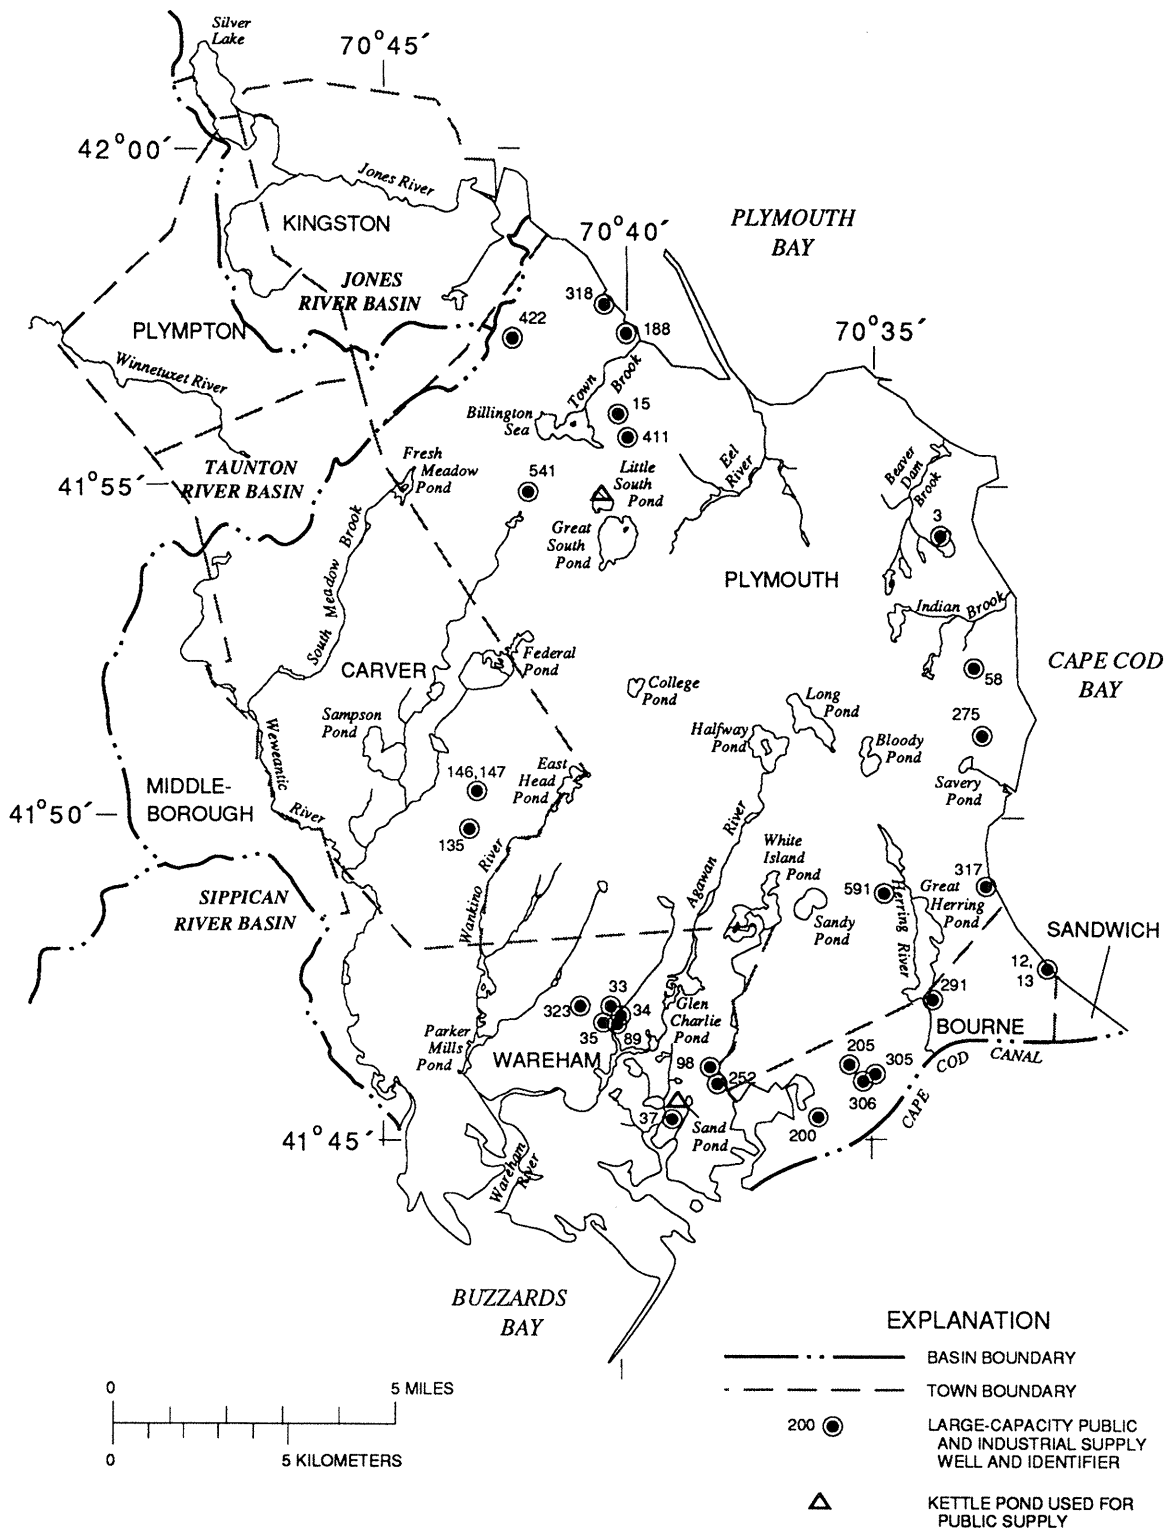 Silver
Lake
70°45′
42°00′
Jones River
KINGSTON
70°40′
PLYMOUTH
BAY
JONES
RIVER BASIN
318
422
188
PLYMPTON
70°35′
Winnetuxet River
Town
Brook
Billington
Sea
15
411
TAUNTON
RIVER BASIN
Fresh
Meadow
Pond
41°55′
541
Little
South
Pond
Eel
River
Beaver
Dam
Brook
3
Great
South
Pond
South Meadow Brook
PLYMOUTH
Indian Brook
CARVER
Federal
Pond
58
CAPE COD
BAY
College
Pond
Long
Pond
Sampson
Pond
Halfway
Pond
Bloody
Pond
275
Weweantic
River
146,147
East
Head
Pond
Savery
Pond
MIDDLE-
BOROUGH
41°50′
135
Agawan River
White
Island
Pond
Wankino River
SIPPICAN
RIVER BASIN
591
317
Herring River
Great
Herring
Pond
Sandy
Pond
SANDWICH
12,
13
291
323
33
34
35
89
Glen
Charlie
Pond
Parker
Mills
Pond
WAREHAM
BOURNE
CAPE COD CANAL
98
252
205
305
306
37
200
Sand
Pond
41°45′
Wareham
River
BUZZARDS
BAY
EXPLANATION
BASIN BOUNDARY
TOWN BOUNDARY
200 LARGE-CAPACITY PUBLIC
AND INDUSTRIAL SUPPLY
WELL AND IDENTIFIER
KETTLE POND USED FOR
PUBLIC SUPPLY
0 5 MILES
0 5 KILOMETERS